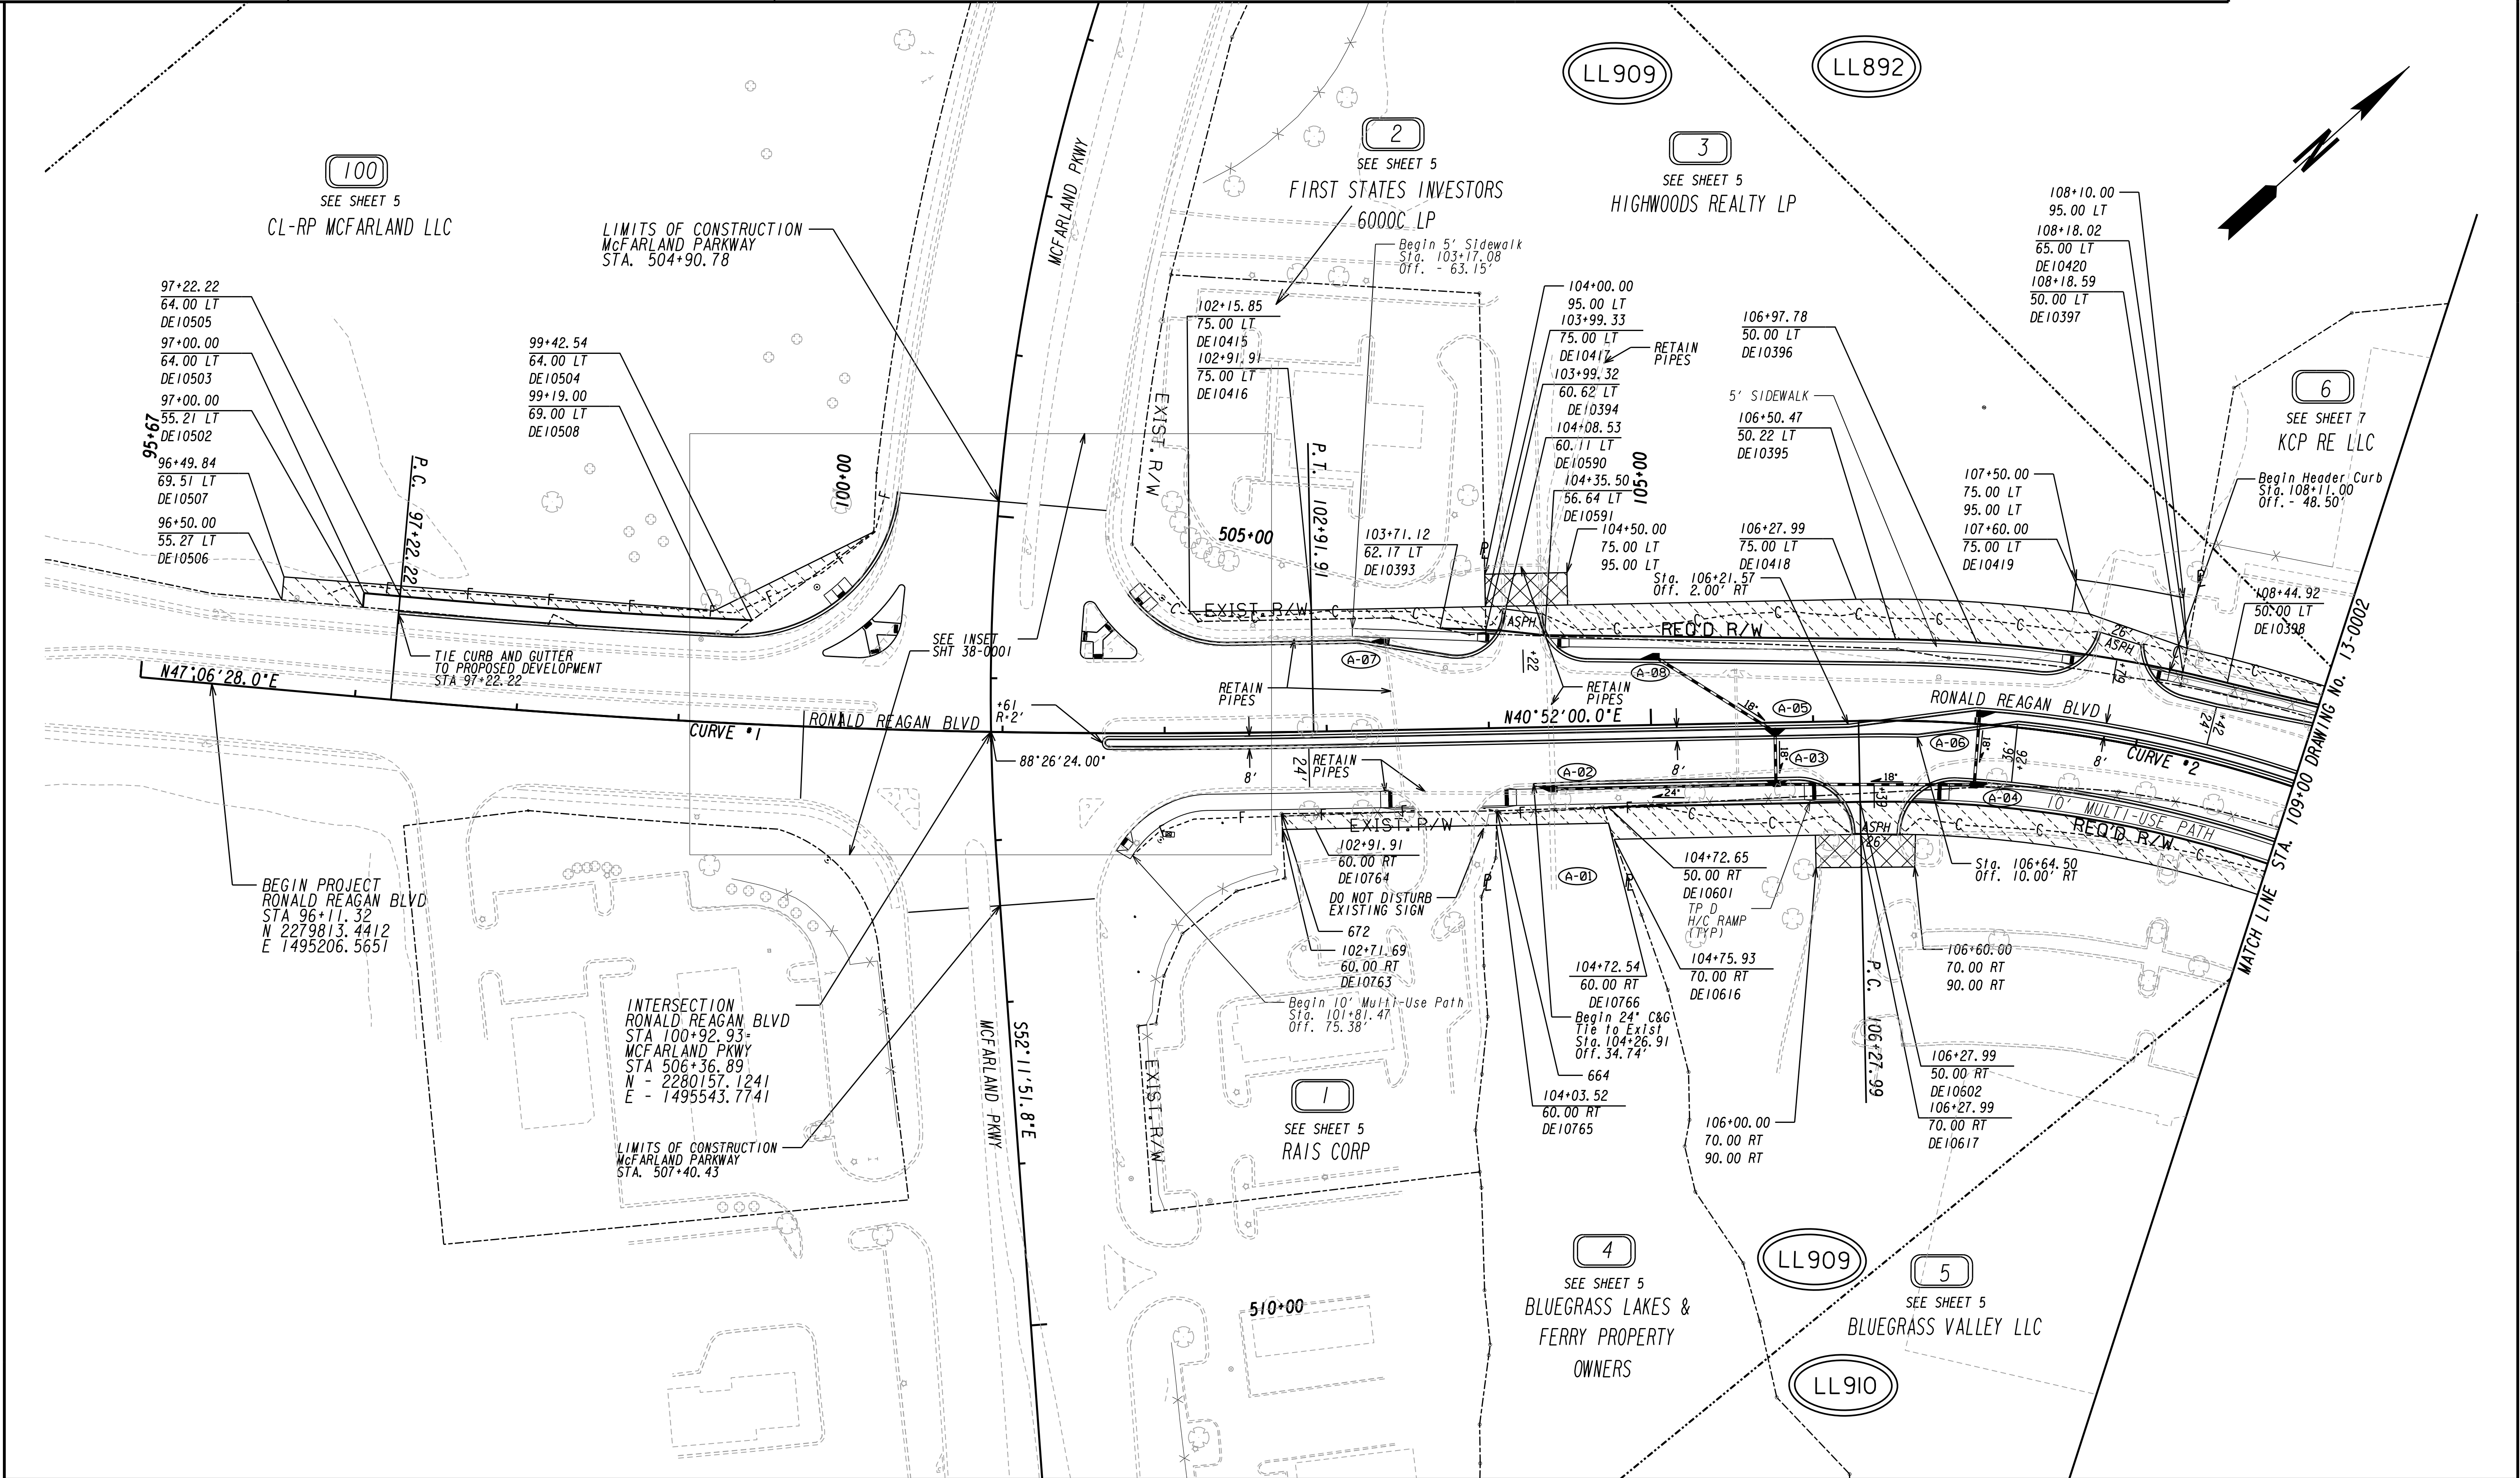 LL909
LL892
N
100
SEE SHEET 5
CL-RP MCFARLAND LLC
LIMITS OF CONSTRUCTION
McFARLAND PARKWAY
STA. 504+90.78
MCFARLAND PKWY
2
SEE SHEET 5
FIRST STATES INVESTORS
6000C LP
3
SEE SHEET 5
HIGHWOODS REALTY LP
Begin 5' Sidewalk
Sta. 103+17.08
Off. - 63.15'
108+10.00
95.00 LT
108+18.02
65.00 LT
DE10420
108+18.59
50.00 LT
DE10397
97+22.22
64.00 LT
DE10505
97+00.00
64.00 LT
DE10503
97+00.00
55.21 LT
DE10502
95+67
96+49.84
69.51 LT
DE10507
96+50.00
55.27 LT
DE10506
P.C. 97+22.22
99+42.54
64.00 LT
DE10504
99+19.00
69.00 LT
DE10508
100+00
EXIST. R/W
102+15.85
75.00 LT
DE10415
102+91.91
75.00 LT
DE10416
P.T. 102+91.91
505+00
104+00.00
95.00 LT
103+99.33
75.00 LT
DE10417
RETAIN
PIPES
103+99.32
60.62 LT
DE10394
104+08.53
60.11 LT
DE10590
104+35.50
56.64 LT
DE10591
105+00
104+50.00
75.00 LT
95.00 LT
103+71.12
62.17 LT
DE10393
106+97.78
50.00 LT
DE10396
5' SIDEWALK
106+50.47
50.22 LT
DE10395
106+27.99
75.00 LT
DE10418
Sta. 106+21.57
Off. 2.00' RT
107+50.00
75.00 LT
95.00 LT
107+60.00
75.00 LT
DE10419
6
SEE SHEET 7
KCP RE LLC
Begin Header Curb
Sta. 108+11.00
Off. - 48.50'
108+44.92
50.00 LT
DE10398
EXIST. R/W
ASPH
REQ'D R/W
26'
ASPH
+79
+22
TIE CURB AND GUTTER
TO PROPOSED DEVELOPMENT
STA 97+22.22
SEE INSET
SHT 38-0001
A-07
A-08
RETAIN
PIPES
RETAIN
PIPES
N47°06'28.0"E
CURVE #1
RONALD REAGAN BLVD
+61
R=2'
88°26'24.00"
8'
24'
RETAIN
PIPES
N40°52'00.0"E
18"
A-05
RONALD REAGAN BLVD
+42
24'
A-02
8'
18"
A-03
A-06
18"
+92
36'
8'
CURVE #2
24"
18"
+39
A-04
10' MULTI-USE PATH
REQ'D R/W
EXIST. R/W
ASPH
26'
MATCH LINE STA. 109+00 DRAWING No. 13-0002
BEGIN PROJECT
RONALD REAGAN BLVD
STA 96+11.32
N 2279813.4412
E 1495206.5651
102+91.91
60.00 RT
DE10764
DO NOT DISTURB
EXISTING SIGN
672
102+71.69
60.00 RT
DE10763
A-01
104+72.65
50.00 RT
DE10601
TP D
H/C RAMP
(TYP)
Sta. 106+64.50
Off. 10.00' RT
106+60.00
70.00 RT
90.00 RT
INTERSECTION
RONALD REAGAN BLVD
STA 100+92.93=
MCFARLAND PKWY
STA 506+36.89
N - 2280157.1241
E - 1495543.7741
Begin 10' Multi-Use Path
Sta. 101+81.47
Off. 75.38'
104+72.54
60.00 RT
DE10766
104+75.93
70.00 RT
DE10616
Begin 24" C&G
Tie to Exist
Sta. 104+26.91
Off. 34.74'
664
104+03.52
60.00 RT
DE10765
P.C. 106+27.99
106+27.99
50.00 RT
DE10602
106+27.99
70.00 RT
DE10617
106+00.00
70.00 RT
90.00 RT
MCFARLAND PKWY
S52°11'51.8"E
EXIST. R/W
LIMITS OF CONSTRUCTION
McFARLAND PARKWAY
STA. 507+40.43
1
SEE SHEET 5
RAIS CORP
510+00
4
SEE SHEET 5
BLUEGRASS LAKES &
FERRY PROPERTY
OWNERS
LL909
5
SEE SHEET 5
BLUEGRASS VALLEY LLC
LL910